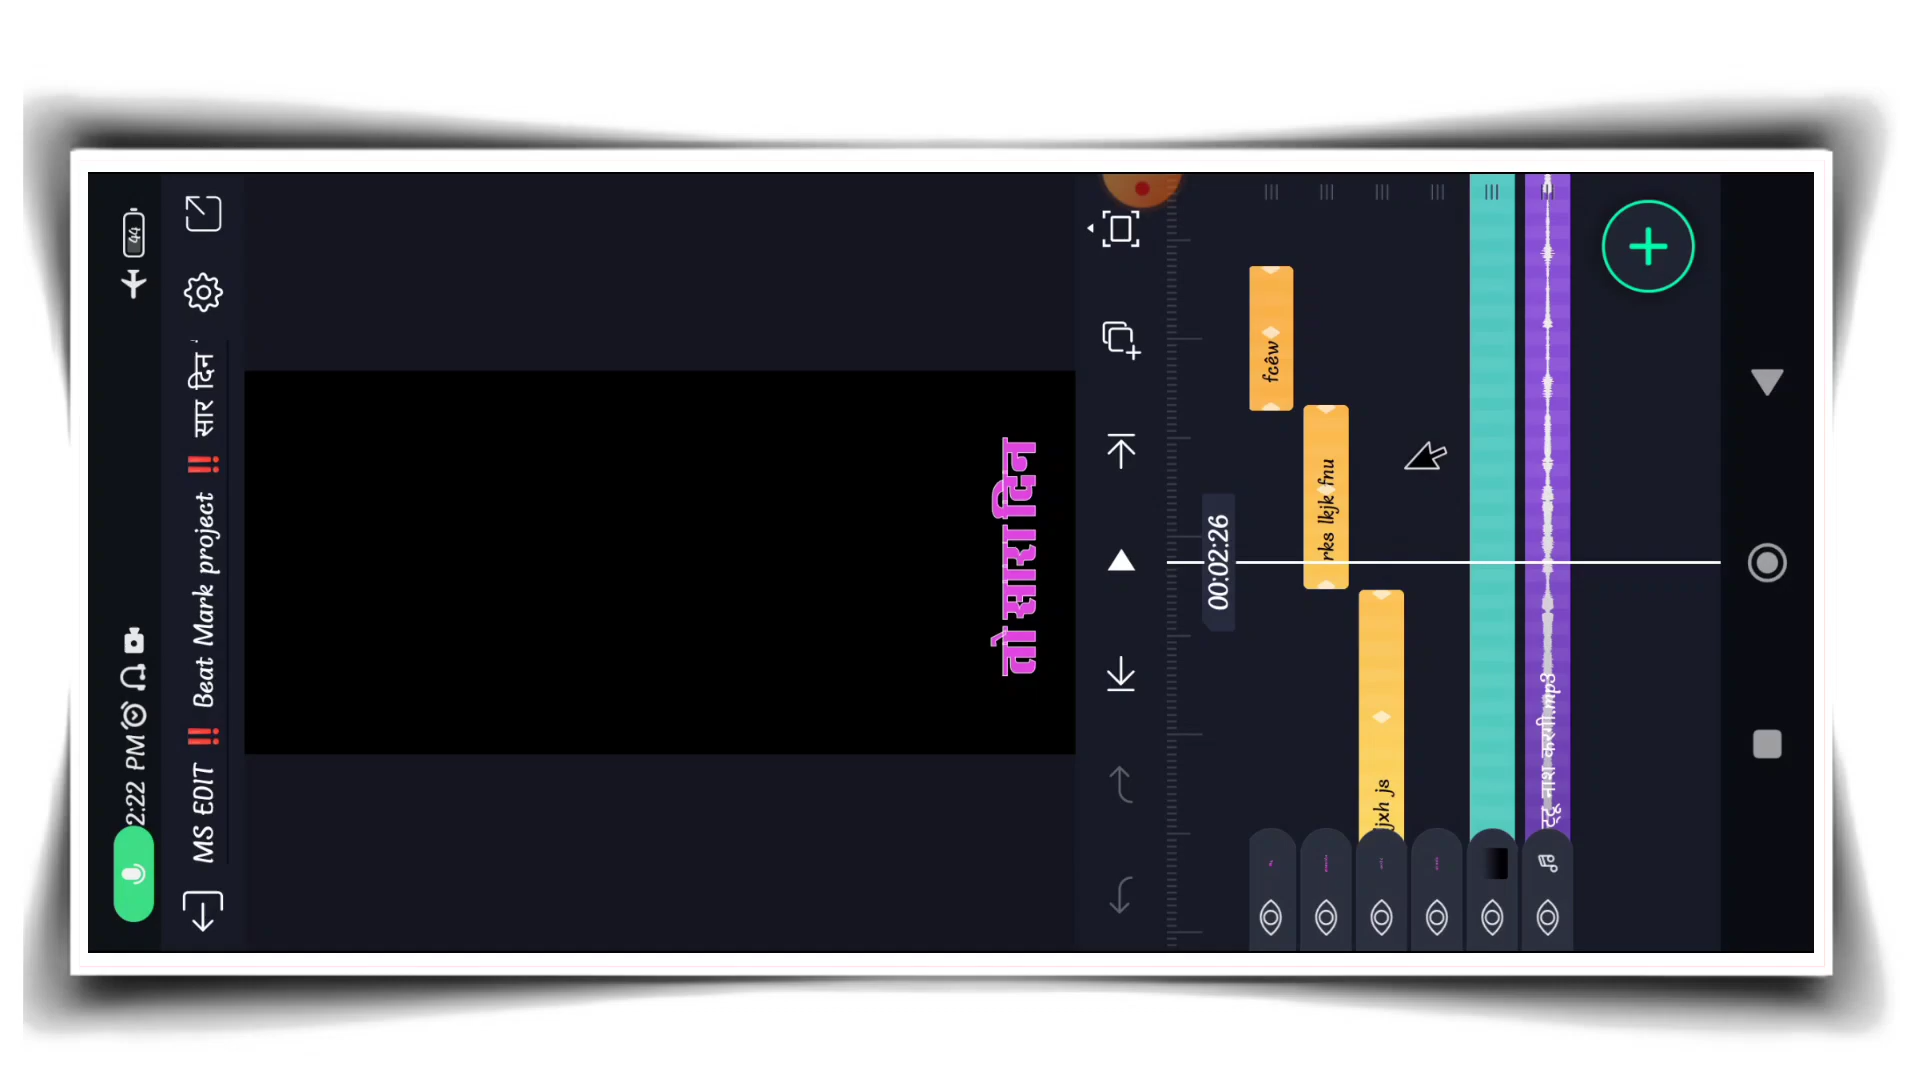 2:22 PM
44
MS EDIT ‼ Beat Mark project ‼ सार दिन
तो सारा दिन
00:02:26
fcêw
rks lkjk fnu
jxh js
टूटू नाश करगी.mp3